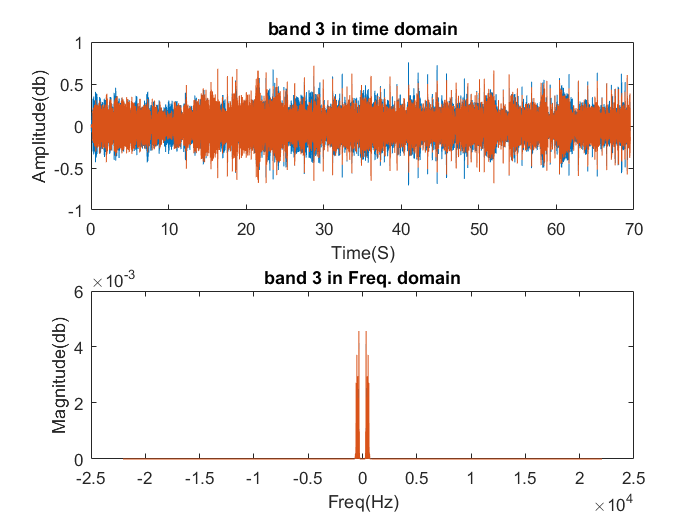 band 3 in time domain
1
0.5
0
-0.5
-1
Amplitude(db)
0 10 20 30 40 50 60 70
Time(S)
×10-3
band 3 in Freq. domain
6
4
2
0
Magnitude(db)
-2.5 -2 -1.5 -1 -0.5 0 0.5 1 1.5 2 2.5
Freq(Hz)
×104